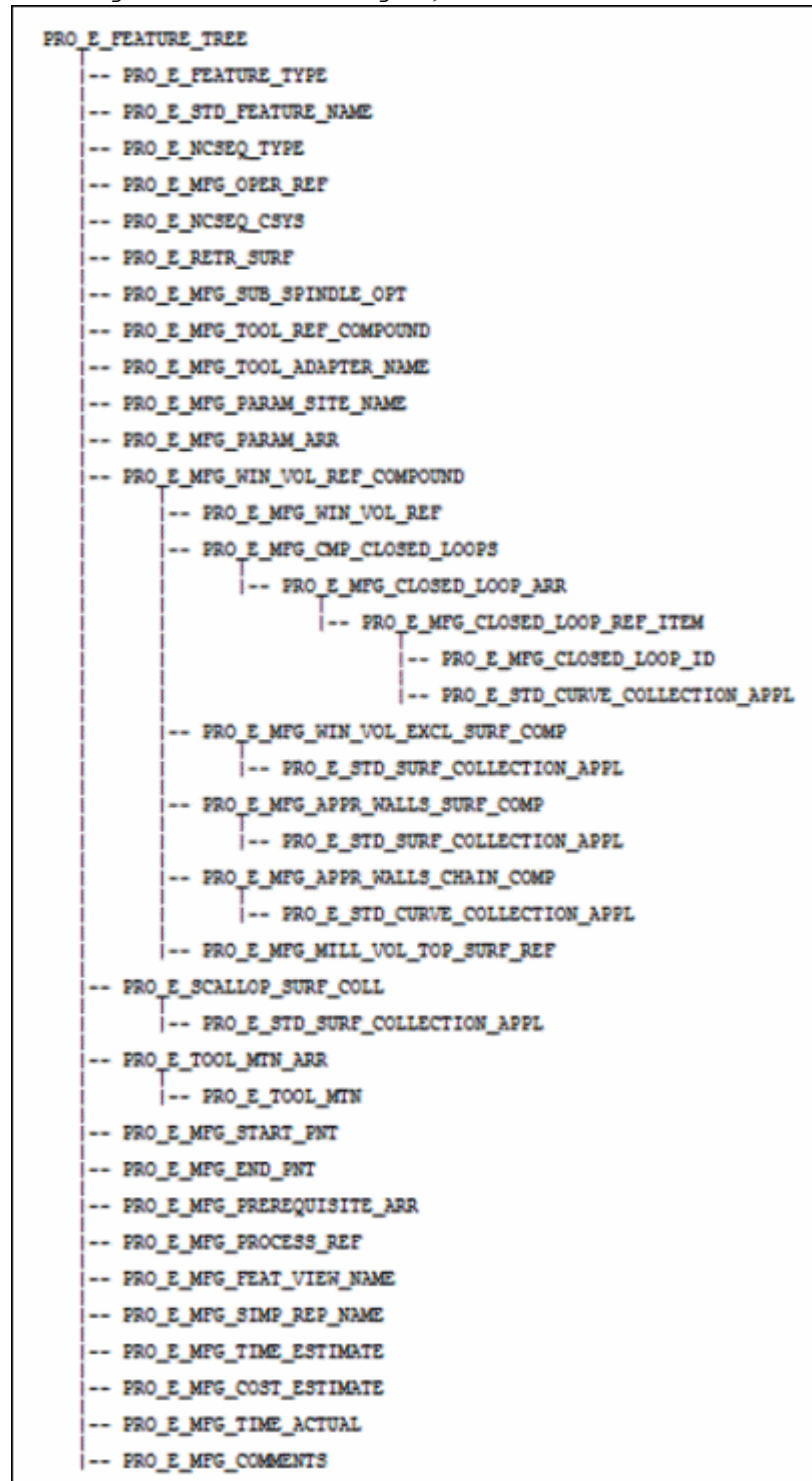 PRO_E_FEATURE_TREE
|-- PRO_E_FEATURE_TYPE
|-- PRO_E_STD_FEATURE_NAME
|-- PRO_E_NCSEQ_TYPE
|-- PRO_E_MFG_OPER_REF
|-- PRO_E_NCSEQ_CSYS
|-- PRO_E_RETR_SURF
|-- PRO_E_MFG_SUB_SPINDLE_OPT
|-- PRO_E_MFG_TOOL_REF_COMPOUND
|-- PRO_E_MFG_TOOL_ADAPTER_NAME
|-- PRO_E_MFG_PARAM_SITE_NAME
|-- PRO_E_MFG_PARAM_ARR
|-- PRO_E_MFG_WIN_VOL_REF_COMPOUND
|-- PRO_E_MFG_WIN_VOL_REF
|-- PRO_E_MFG_CMP_CLOSED_LOOPS
|-- PRO_E_MFG_CLOSED_LOOP_ARR
|-- PRO_E_MFG_CLOSED_LOOP_REF_ITEM
|-- PRO_E_MFG_CLOSED_LOOP_ID
|-- PRO_E_STD_CURVE_COLLECTION_APPL
|-- PRO_E_MFG_WIN_VOL_EXCL_SURF_COMP
|-- PRO_E_STD_SURF_COLLECTION_APPL
|-- PRO_E_MFG_APPR_WALLS_SURF_COMP
|-- PRO_E_STD_SURF_COLLECTION_APPL
|-- PRO_E_MFG_APPR_WALLS_CHAIN_COMP
|-- PRO_E_STD_CURVE_COLLECTION_APPL
|-- PRO_E_MFG_MILL_VOL_TOP_SURF_REF
|-- PRO_E_SCALLOP_SURF_COLL
|-- PRO_E_STD_SURF_COLLECTION_APPL
|-- PRO_E_TOOL_MTN_ARR
|-- PRO_E_TOOL_MTN
|-- PRO_E_MFG_START_PNT
|-- PRO_E_MFG_END_PNT
|-- PRO_E_MFG_PREREQUISITE_ARR
|-- PRO_E_MFG_PROCESS_REF
|-- PRO_E_MFG_FEAT_VIEW_NAME
|-- PRO_E_MFG_SIMP_REP_NAME
|-- PRO_E_MFG_TIME_ESTIMATE
|-- PRO_E_MFG_COST_ESTIMATE
|-- PRO_E_MFG_TIME_ACTUAL
|-- PRO_E_MFG_COMMENTS